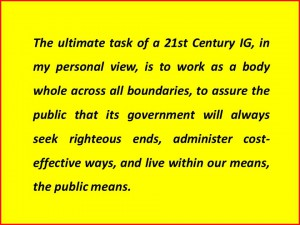 The ultimate task of a 21st Century IG, in
my personal view, is to work as a body
whole across all boundaries, to assure the
public that its government will always
seek righteous ends, administer cost-
effective ways, and live within our means,
the public means.